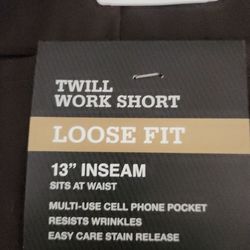 TWILL
WORK SHORT
LOOSE FIT
13" INSEAM
SITS AT WAIST
MULTI-USE CELL PHONE POCKET
RESISTS WRINKLES
EASY CARE STAIN RELEASE